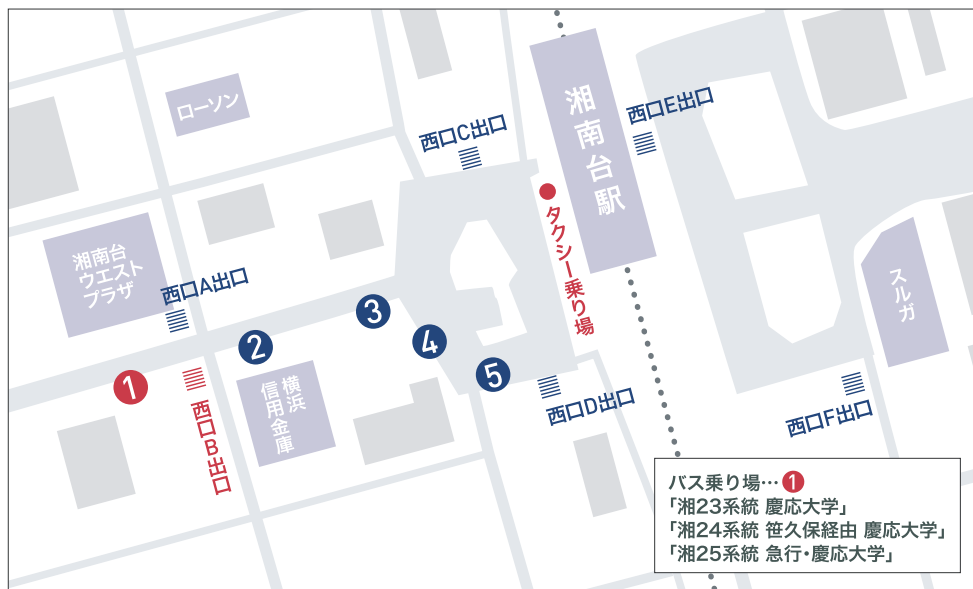 ローソン
湘南台駅
西口C出口
西口E出口
タクシー乗り場
湘南台
ウエスト
プラザ
西口A出口
スルガ
1
2
3
4
5
西口B出口
横浜
信用金庫
西口D出口
西口F出口
バス乗り場…1
「湘23系統 慶応大学」
「湘24系統 笹久保経由 慶応大学」
「湘25系統 急行・慶応大学」